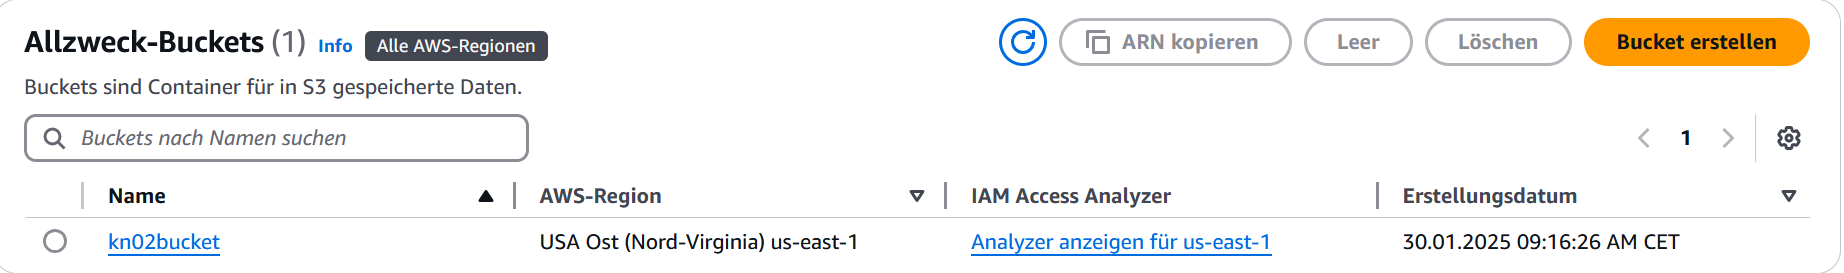 Allzweck-Buckets (1) Info Alle AWS-Regionen ARN kopieren Leer Löschen Bucket erstellen
Buckets sind Container für in S3 gespeicherte Daten.
Buckets nach Namen suchen 1
Name AWS-Region IAM Access Analyzer Erstellungsdatum
kn02bucket USA Ost (Nord-Virginia) us-east-1 Analyzer anzeigen für us-east-1 30.01.2025 09:16:26 AM CET